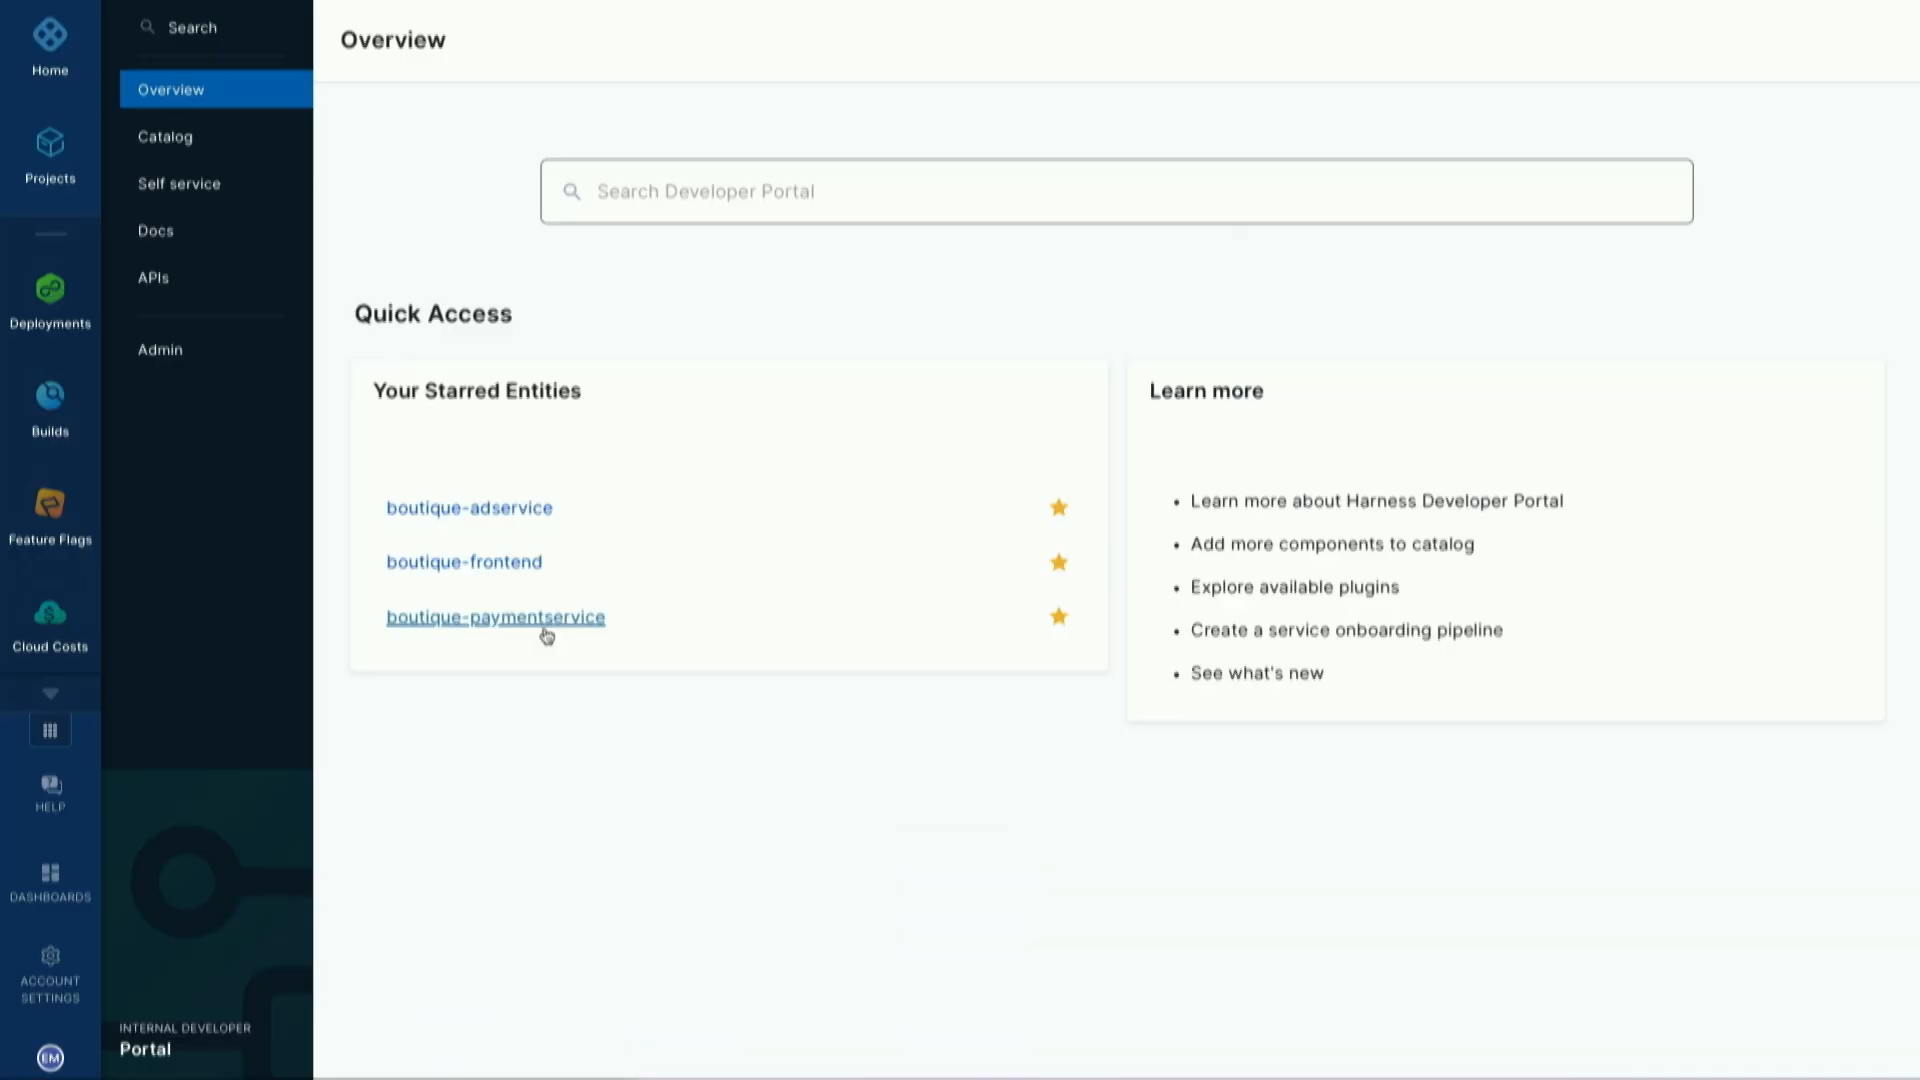 Home
Projects
Deployments
Builds
Feature Flags
Cloud Costs
HELP
DASHBOARDS
ACCOUNT
SETTINGS
EM
Search
Overview
Catalog
Self service
Docs
APIs
Admin
INTERNAL DEVELOPER
Portal
Overview
Search Developer Portal
Quick Access
Your Starred Entities
boutique-adservice
boutique-frontend
boutique-paymentservice
Learn more
• Learn more about Harness Developer Portal
• Add more components to catalog
• Explore available plugins
• Create a service onboarding pipeline
• See what's new